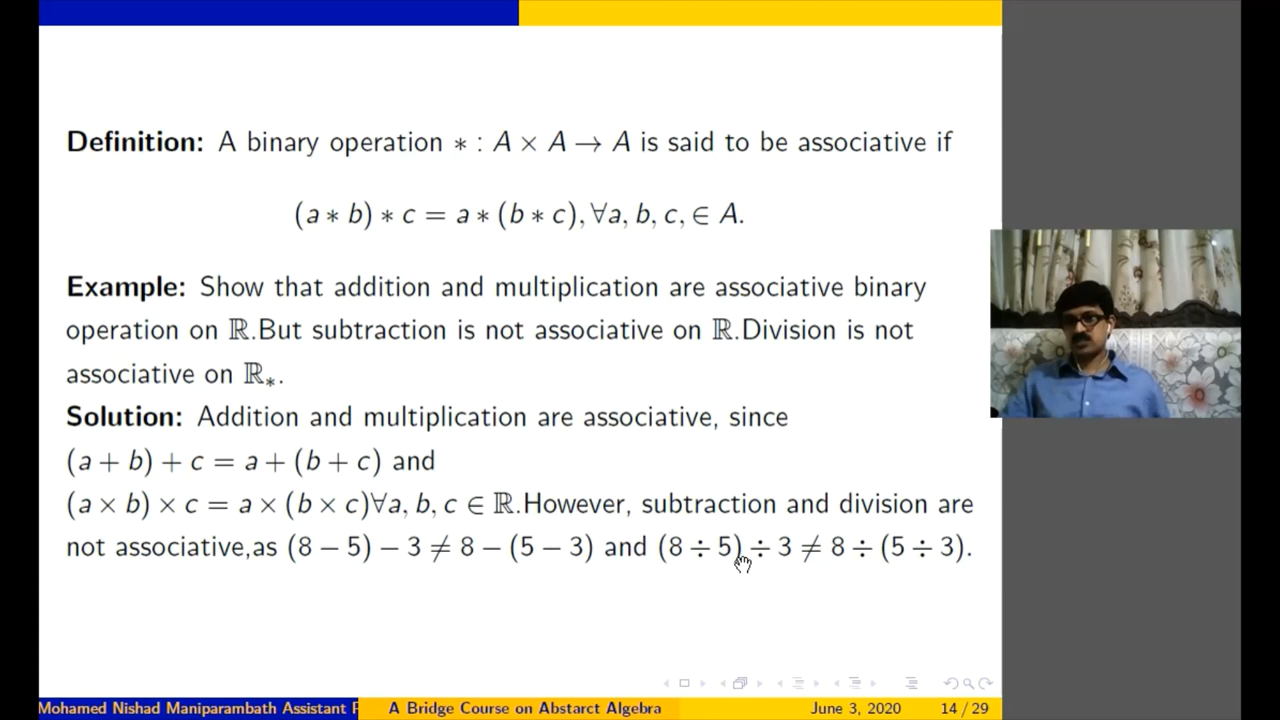 Definition: A binary operation ∗ : A × A → A is said to be associative if
(a ∗ b) ∗ c = a ∗ (b ∗ c), ∀a, b, c, ∈ A.
Example: Show that addition and multiplication are associative binary
operation on ℝ.But subtraction is not associative on ℝ.Division is not
associative on ℝ∗.
Solution: Addition and multiplication are associative, since
(a + b) + c = a + (b + c) and
(a × b) × c = a × (b × c)∀a, b, c ∈ ℝ.However, subtraction and division are
not associative,as (8 − 5) − 3 ≠ 8 − (5 − 3) and (8 ÷ 5) ÷ 3 ≠ 8 ÷ (5 ÷ 3).
Mohamed Nishad Maniparambath Assistant A Bridge Course on Abstarct Algebra June 3, 2020 14 / 29